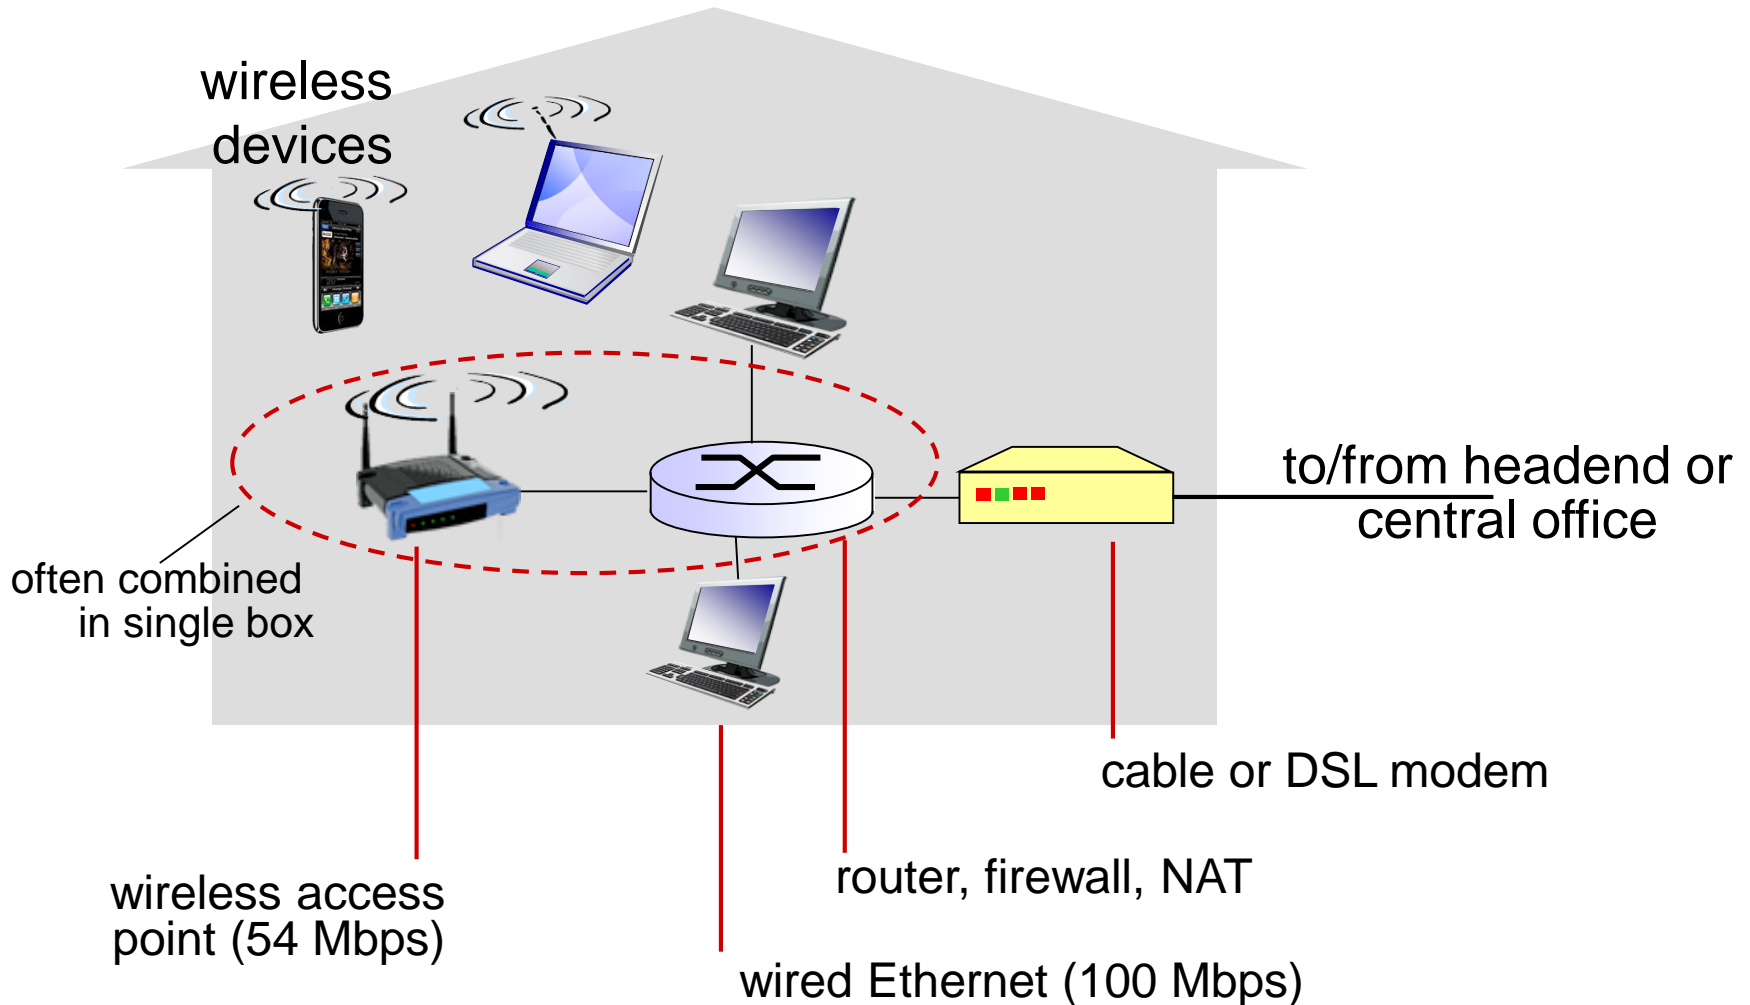 wireless
devices
to/from headend or
central office
often combined
in single box
cable or DSL modem
router, firewall, NAT
wireless access
point (54 Mbps)
wired Ethernet (100 Mbps)